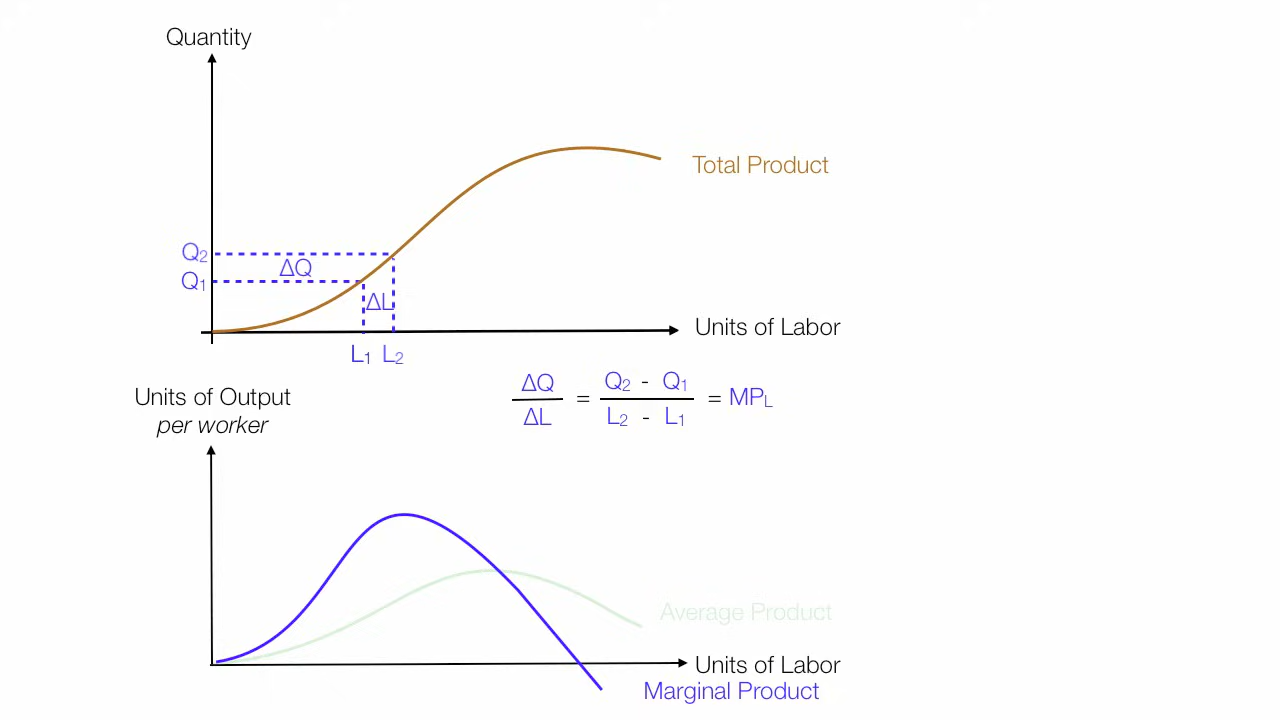 Quantity
Total Product
Q₂
ΔQ
Q₁
ΔL
Units of Labor
L₁ L₂
Units of Output
per worker
ΔQ/ΔL = Q₂ - Q₁/L₂ - L₁ = MP_L
Average Product
Units of Labor
Marginal Product